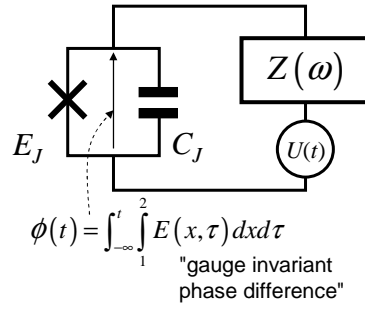 Z(ω)
E_J
C_J
U(t)
ϕ(t) = ∫_{-∞}^{t} ∫_{1}^{2} E(x,τ) dx dτ
"gauge invariant
phase difference"